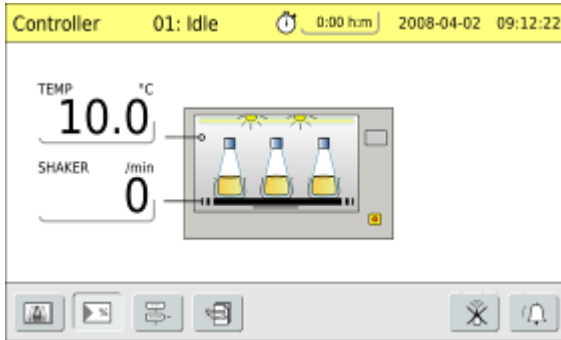 Controller 01: Idle 0:00 h:m 2008-04-02 09:12:22
TEMP °C
10.0
SHAKER /min
0